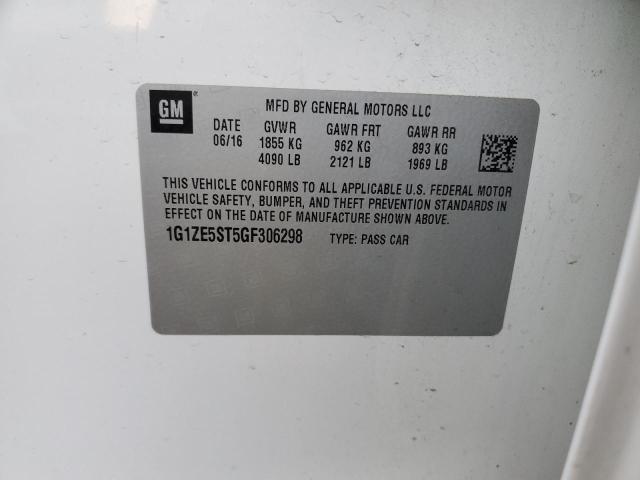 GM ®
MFD BY GENERAL MOTORS LLC
DATE GVWR GAWR FRT GAWR RR
06/16 1855 KG 962 KG 893 KG
4090 LB 2121 LB 1969 LB
THIS VEHICLE CONFORMS TO ALL APPLICABLE U.S. FEDERAL MOTOR
VEHICLE SAFETY, BUMPER, AND THEFT PREVENTION STANDARDS IN
EFFECT ON THE DATE OF MANUFACTURE SHOWN ABOVE.
1G1ZE5ST5GF306298 TYPE: PASS CAR